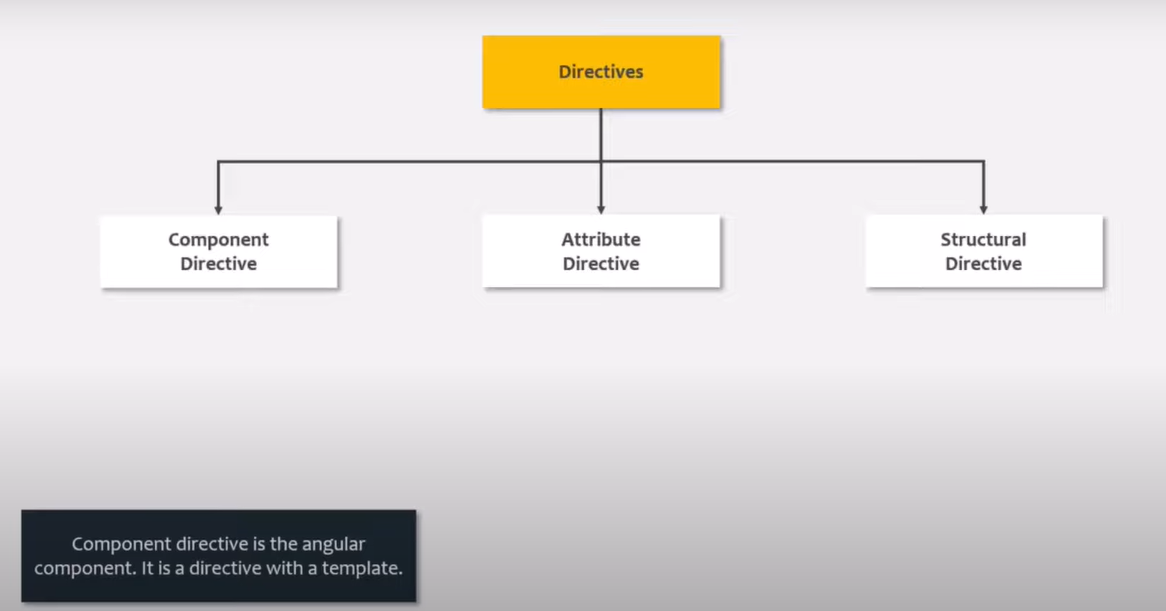 Directives
Component
Directive
Attribute
Directive
Structural
Directive
Component directive is the angular
component. It is a directive with a template.